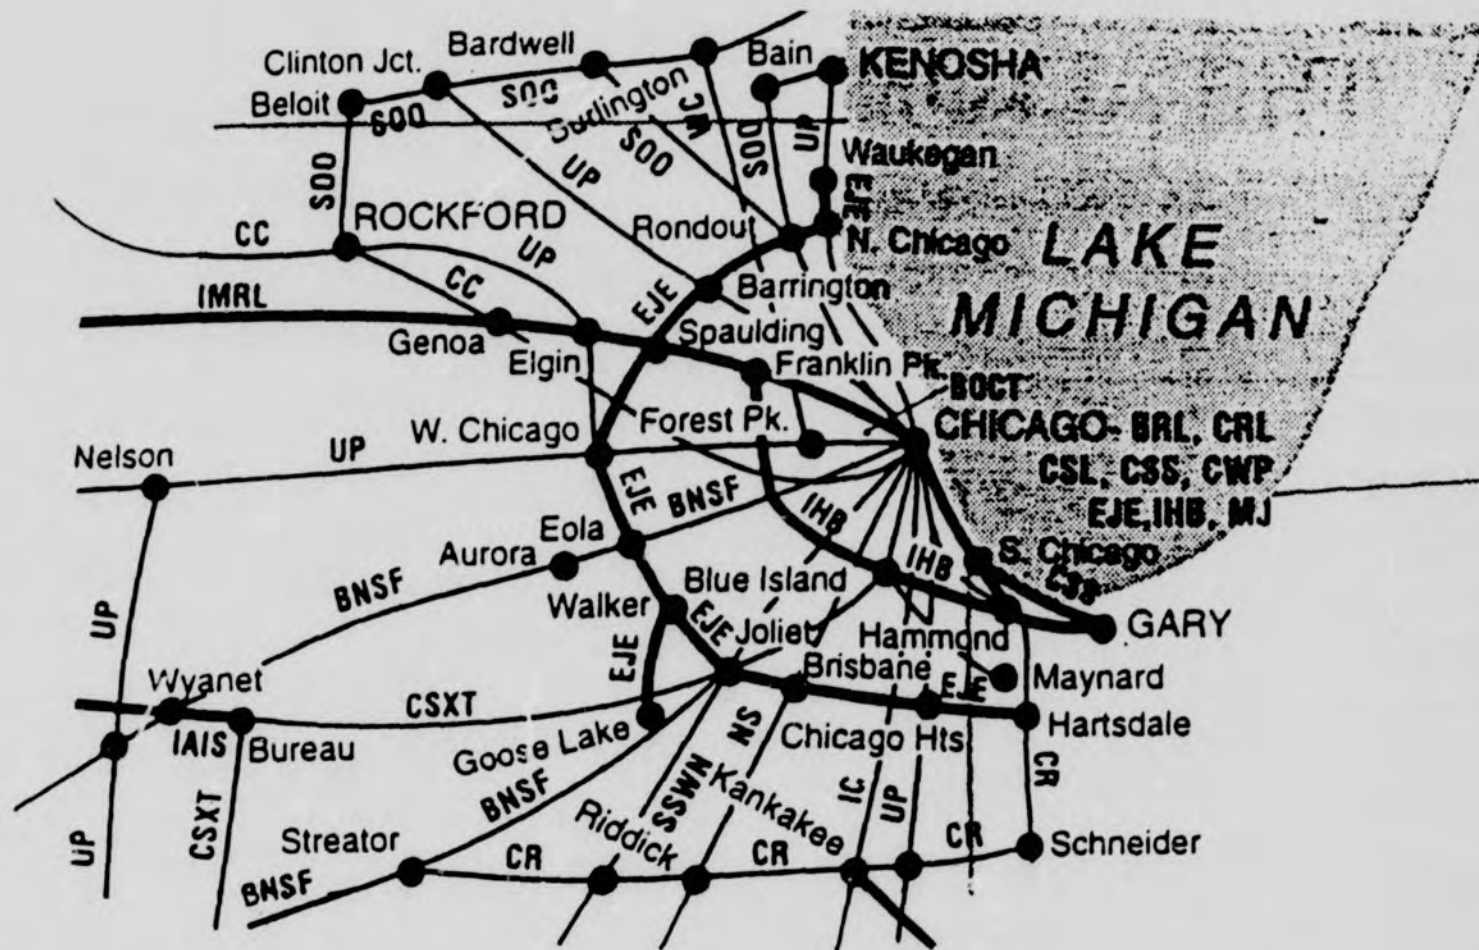 Bardwell
Bain
KENOSHA
Clinton Jct.
Beloit
SOO
SOO
Burlington
WC
SOO
SOO
UP
UP
Waukegan
EJE
SOO
ROCKFORD
Rondout
N. Chicago
LAKE
MICHIGAN
CC
UP
CC
IMRL
EJE
Barrington
Genoa
Elgin
Spaulding
Franklin Pk.
BOCT
W. Chicago
Forest Pk.
CHICAGO- BRL, CRL
CSL, CSS, CWP
EJE, IHB, MJ
Nelson
UP
EJE
BNSF
IHB
IHB
S. Chicago
CSS
Eola
Aurora
Blue Island
BNSF
Walker
EJE
Joliet
Hammond
GARY
UP
EJE
Brisbane
EJE
Maynard
Wyanet
CSXT
Hartsdale
IAIS
Bureau
Goose Lake
NS
Chicago Hts
CR
BNSF
SSWN
Kankakee
IC
UP
UP
CSXT
Streator
Riddick
CR
CR
CR
Schneider
BNSF